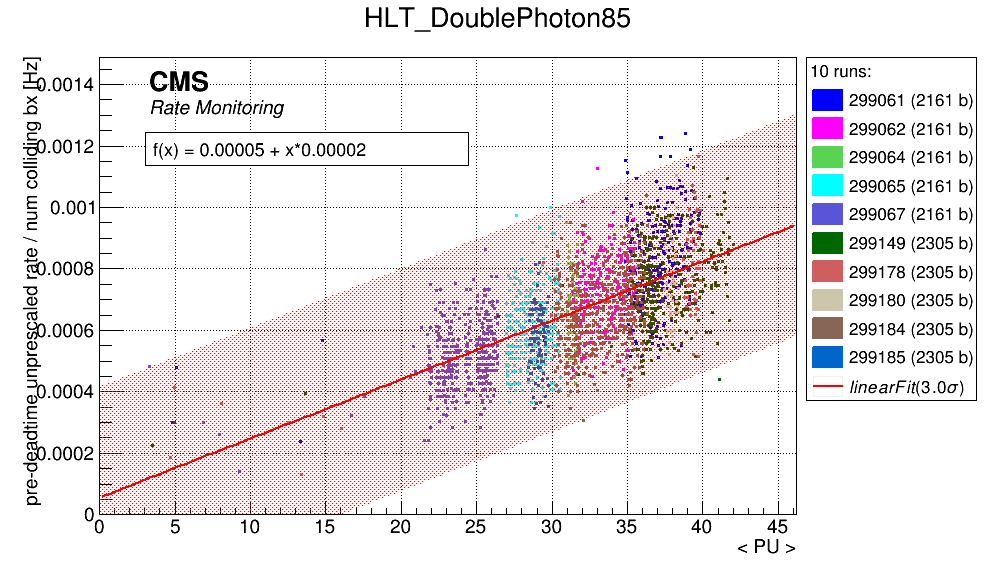 HLT_DoublePhoton85
pre-deadtime unprescaled rate / num colliding bx [Hz]
0.0014
0.0012
0.001
0.0008
0.0006
0.0004
0.0002
0
CMS
Rate Monitoring
f(x) = 0.00005 + x*0.00002
0 5 10 15 20 25 30 35 40 45
< PU >
10 runs:
299061 (2161 b)
299062 (2161 b)
299064 (2161 b)
299065 (2161 b)
299067 (2161 b)
299149 (2305 b)
299178 (2305 b)
299180 (2305 b)
299184 (2305 b)
299185 (2305 b)
linearFit(3.0σ)